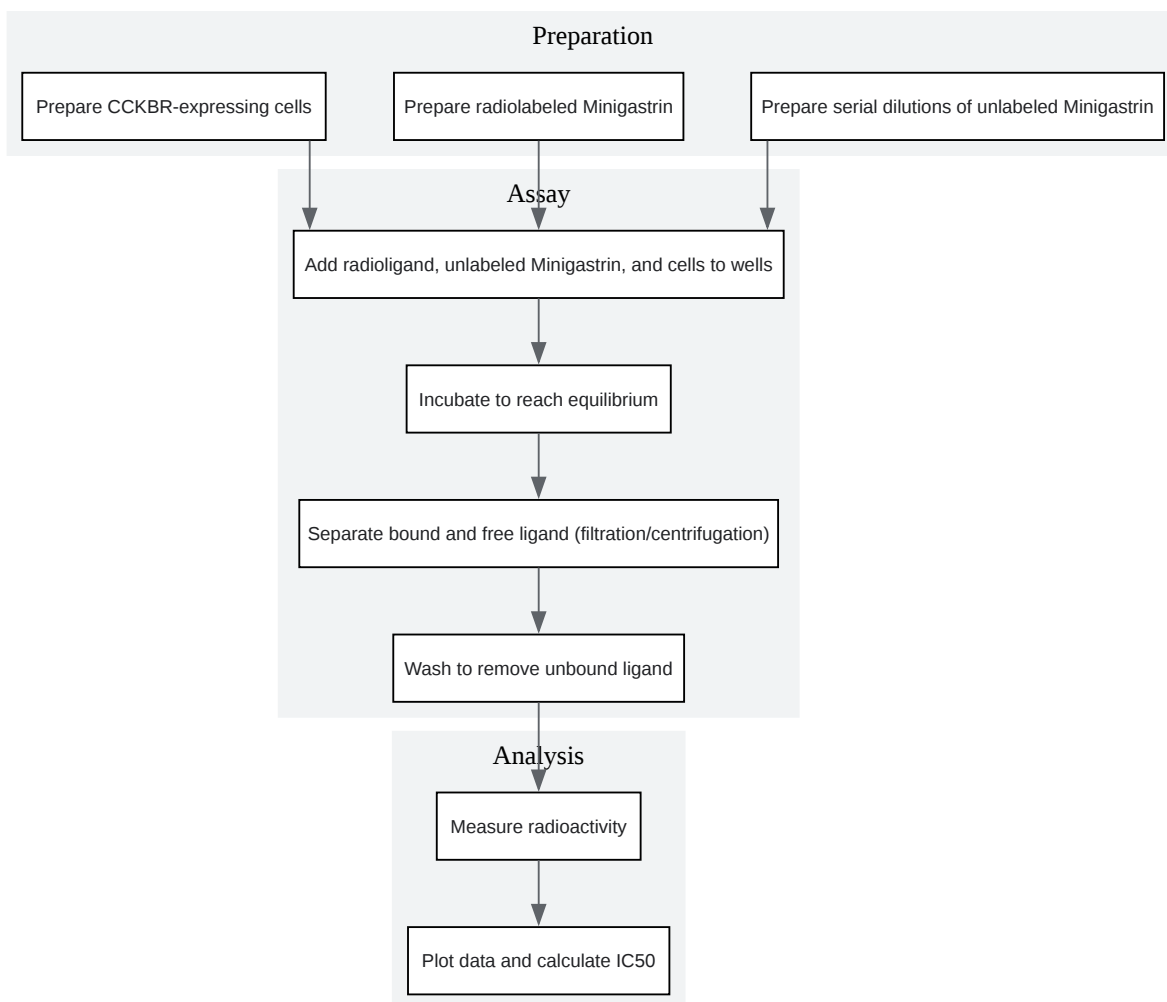 Preparation
Prepare CCKBR-expressing cells
Prepare radiolabeled Minigastrin
Prepare serial dilutions of unlabeled Minigastrin
Assay
Add radioligand, unlabeled Minigastrin, and cells to wells
Incubate to reach equilibrium
Separate bound and free ligand (filtration/centrifugation)
Wash to remove unbound ligand
Analysis
Measure radioactivity
Plot data and calculate IC50